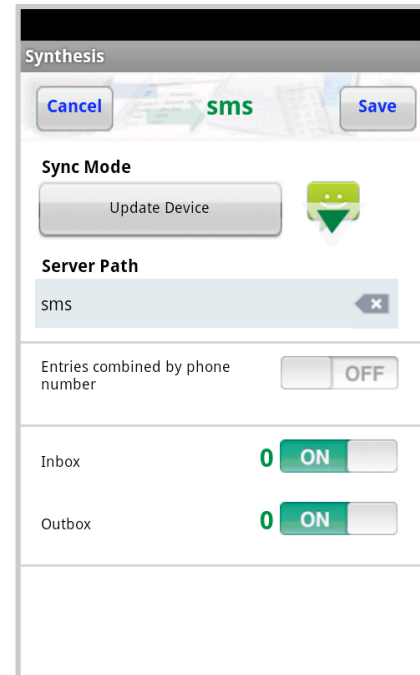 Synthesis
Cancel sms Save
Sync Mode
Update Device
Server Path
sms
Entries combined by phone
number
OFF
Inbox 0 ON
Outbox 0 ON